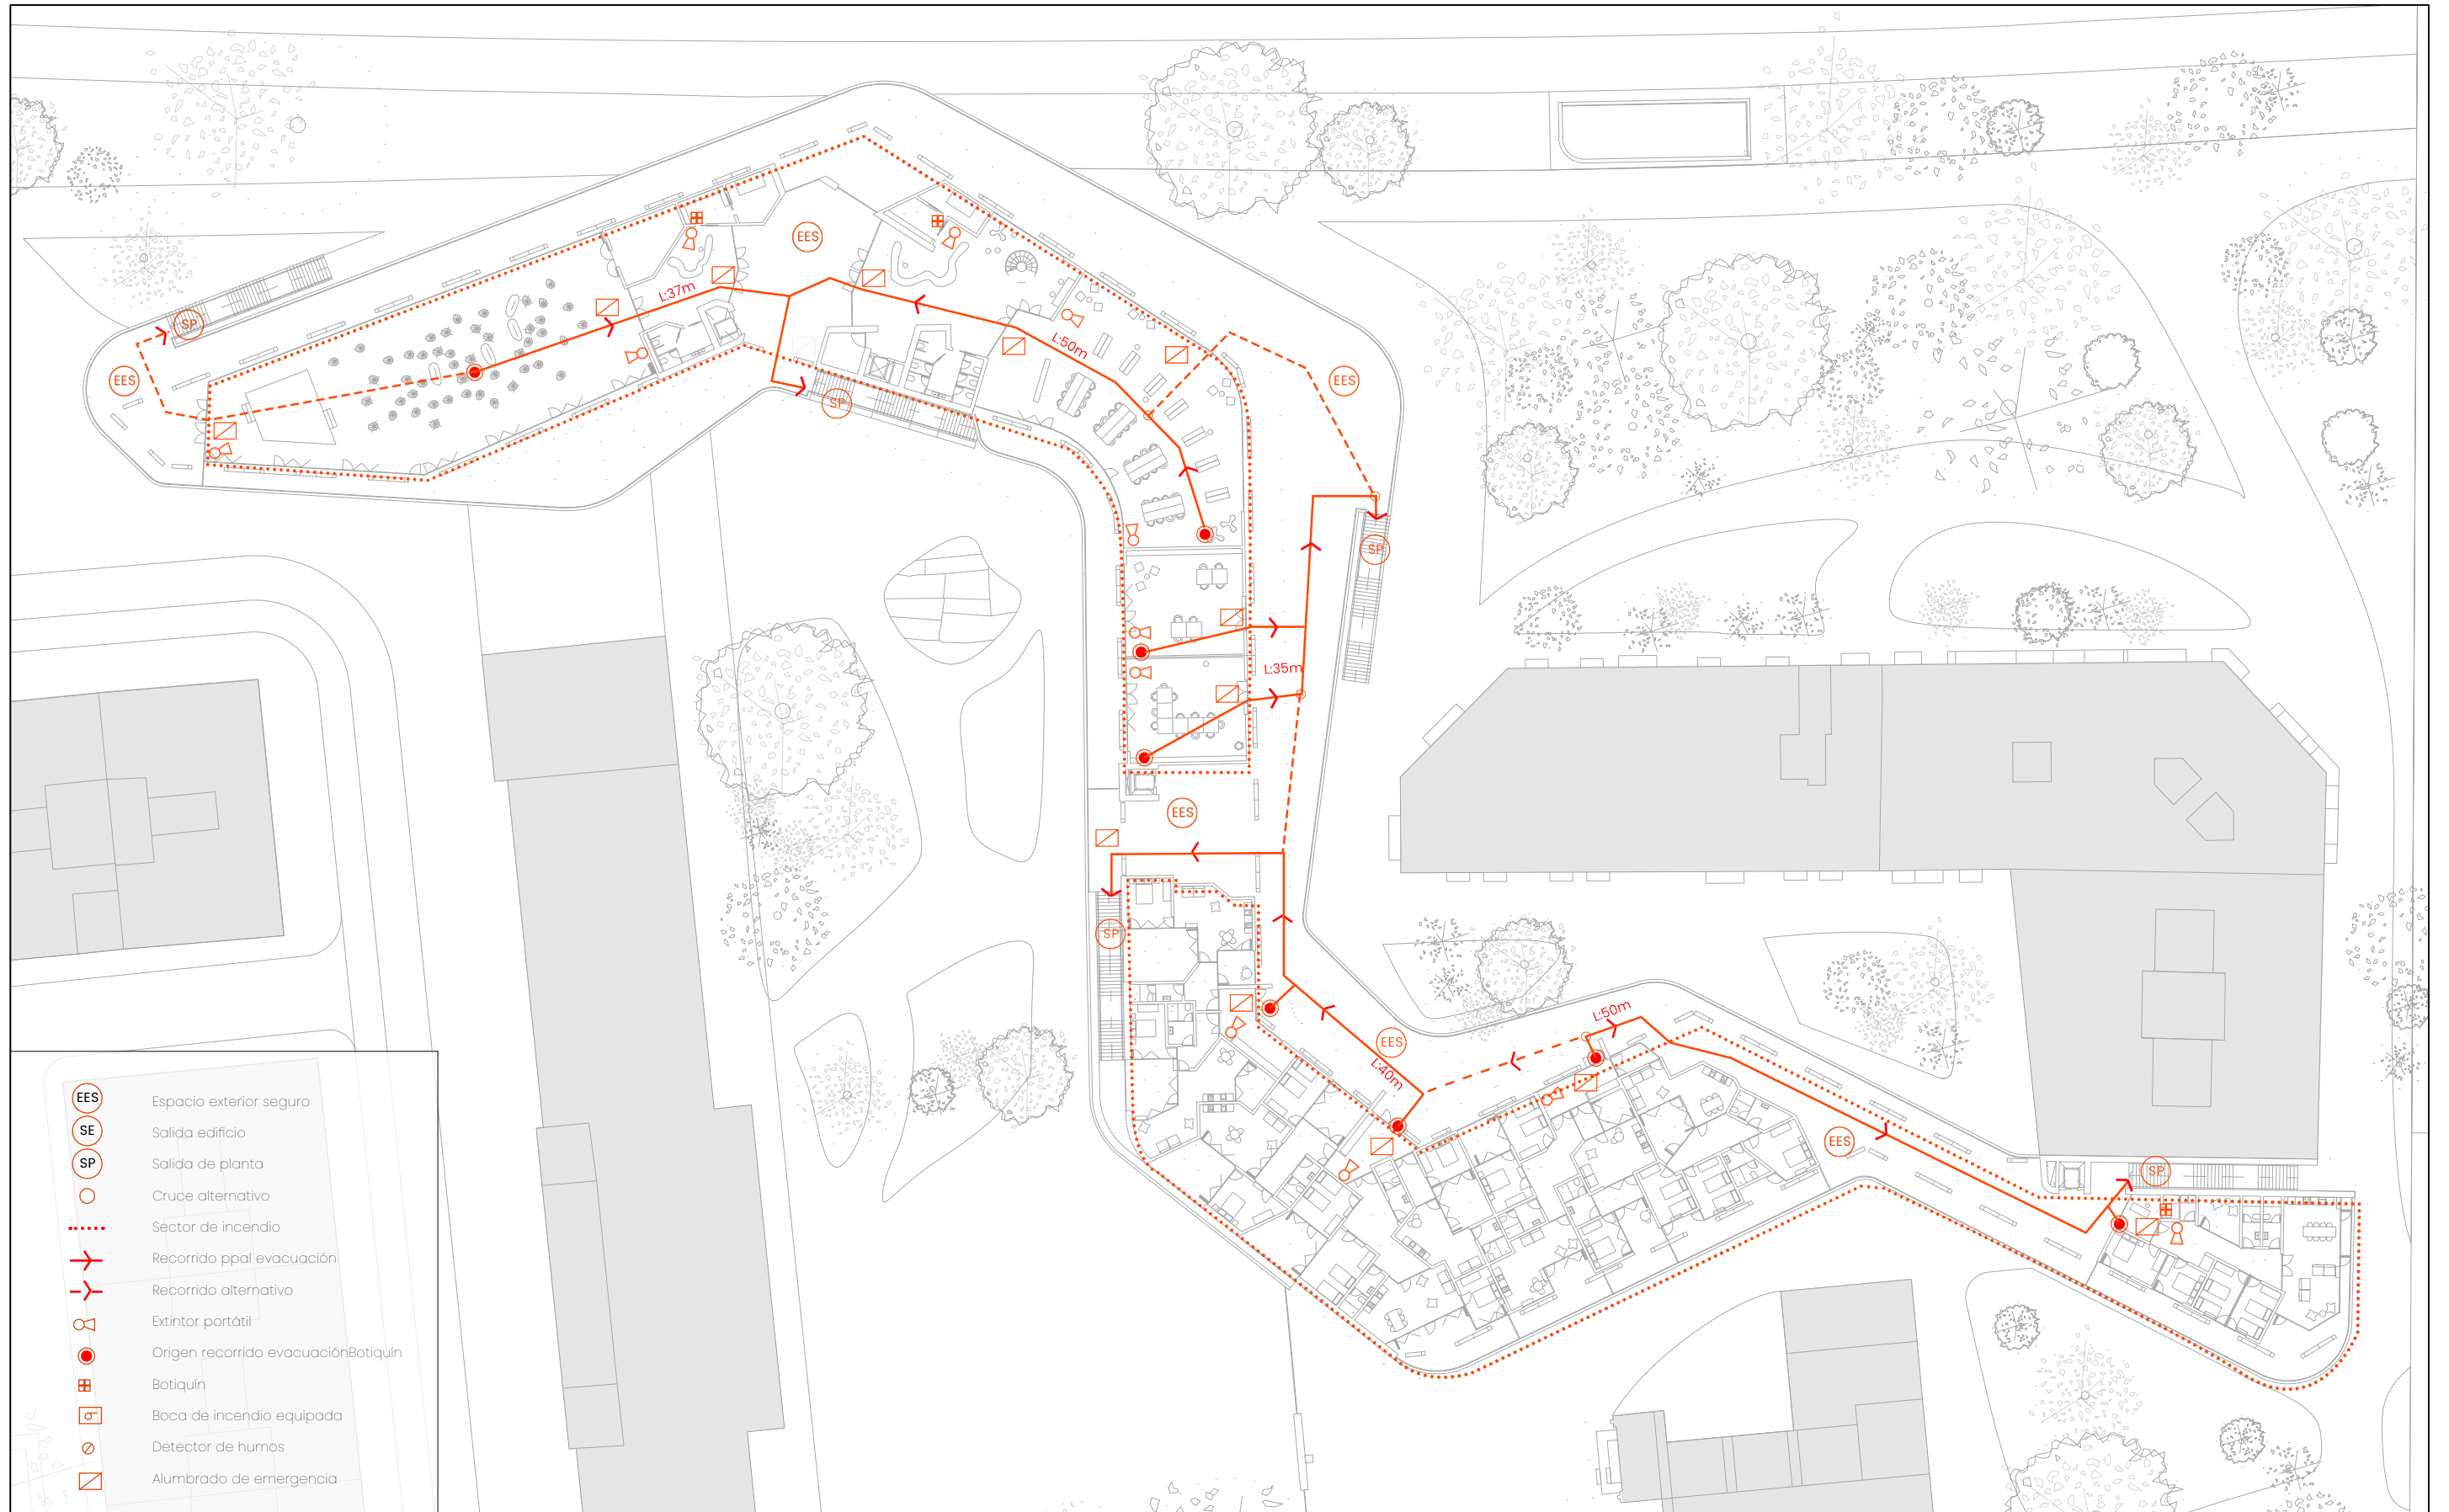 EES
L:37m
SP
EES
SP
L:50m
EES
SP
L:35m
EES
SP
EES
L:40m
L:50m
EES
SP
EES Espacio exterior seguro
SE Salida edificio
SP Salida de planta
Cruce alternativo
Sector de incendio
Recorrido ppal evacuación
Recorrido alternativo
Extintor portátil
Origen recorrido evacuaciónBotiquín
Botiquín
Boca de incendio equipada
Detector de humos
Alumbrado de emergencia